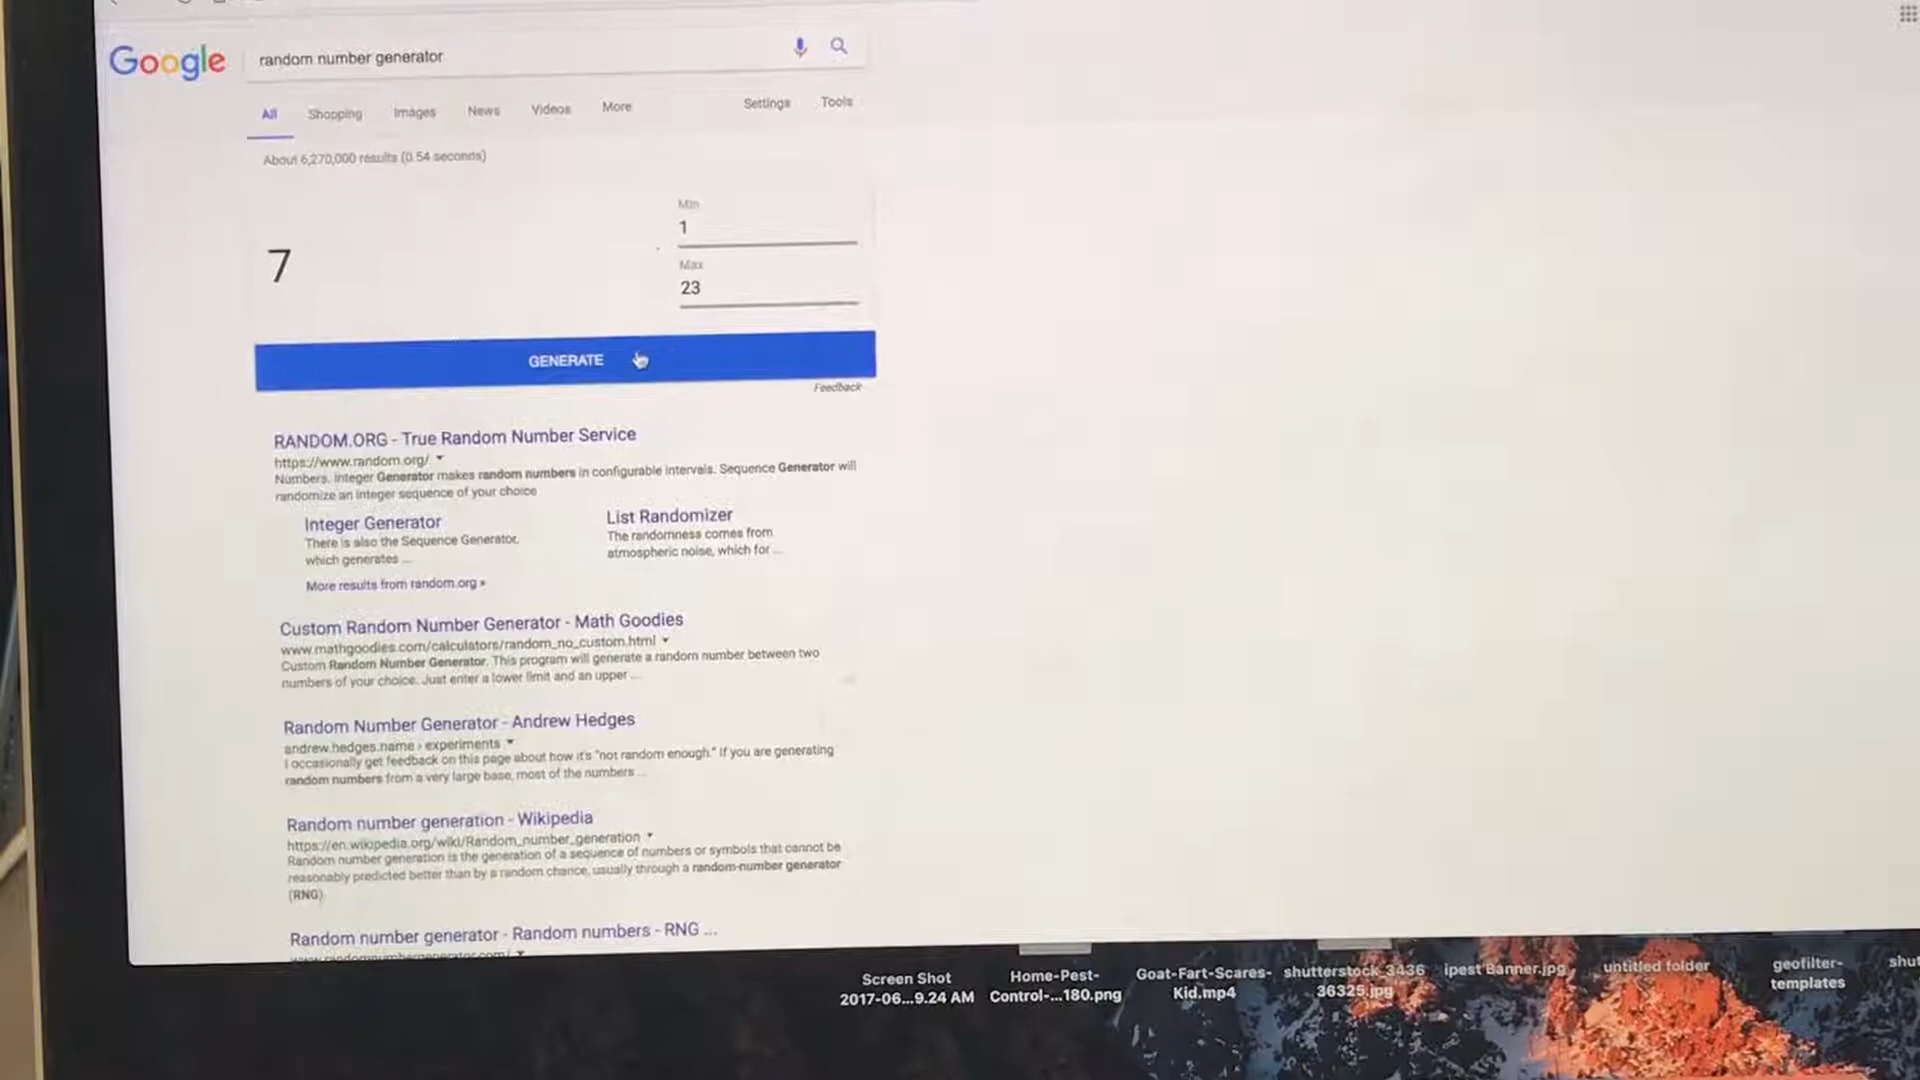 Google
random number generator
All Shopping Images News Videos More Settings Tools
About 6,270,000 results (0.54 seconds)
Min
1
7
Max
23
GENERATE
Feedback
RANDOM.ORG - True Random Number Service
https://www.random.org/
Numbers. Integer Generator makes random numbers in configurable intervals. Sequence Generator will
randomize an integer sequence of your choice
Integer Generator
There is also the Sequence Generator,
which generates ...
List Randomizer
The randomness comes from
atmospheric noise, which for ...
More results from random.org »
Custom Random Number Generator - Math Goodies
www.mathgoodies.com/calculators/random_no_custom.html
Custom Random Number Generator. This program will generate a random number between two
numbers of your choice. Just enter a lower limit and an upper ...
Random Number Generator - Andrew Hedges
andrew.hedges.name › experiments
I occasionally get feedback on this page about how it's "not random enough." If you are generating
random numbers from a very large base, most of the numbers ...
Random number generation - Wikipedia
https://en.wikipedia.org/wiki/Random_number_generation
Random number generation is the generation of a sequence of numbers or symbols that cannot be
reasonably predicted better than by a random chance, usually through a random-number generator
(RNG)
Random number generator - Random numbers - RNG ...
www.randomnumbergenerator.com/
Screen Shot
2017-06...9.24 AM
Home-Pest-
Control-...180.png
Goat-Fart-Scares-
Kid.mp4
shutterstock_3436
36325.jpg
ipest Banner.jpg
untitled folder
geofilter-
templates
shut